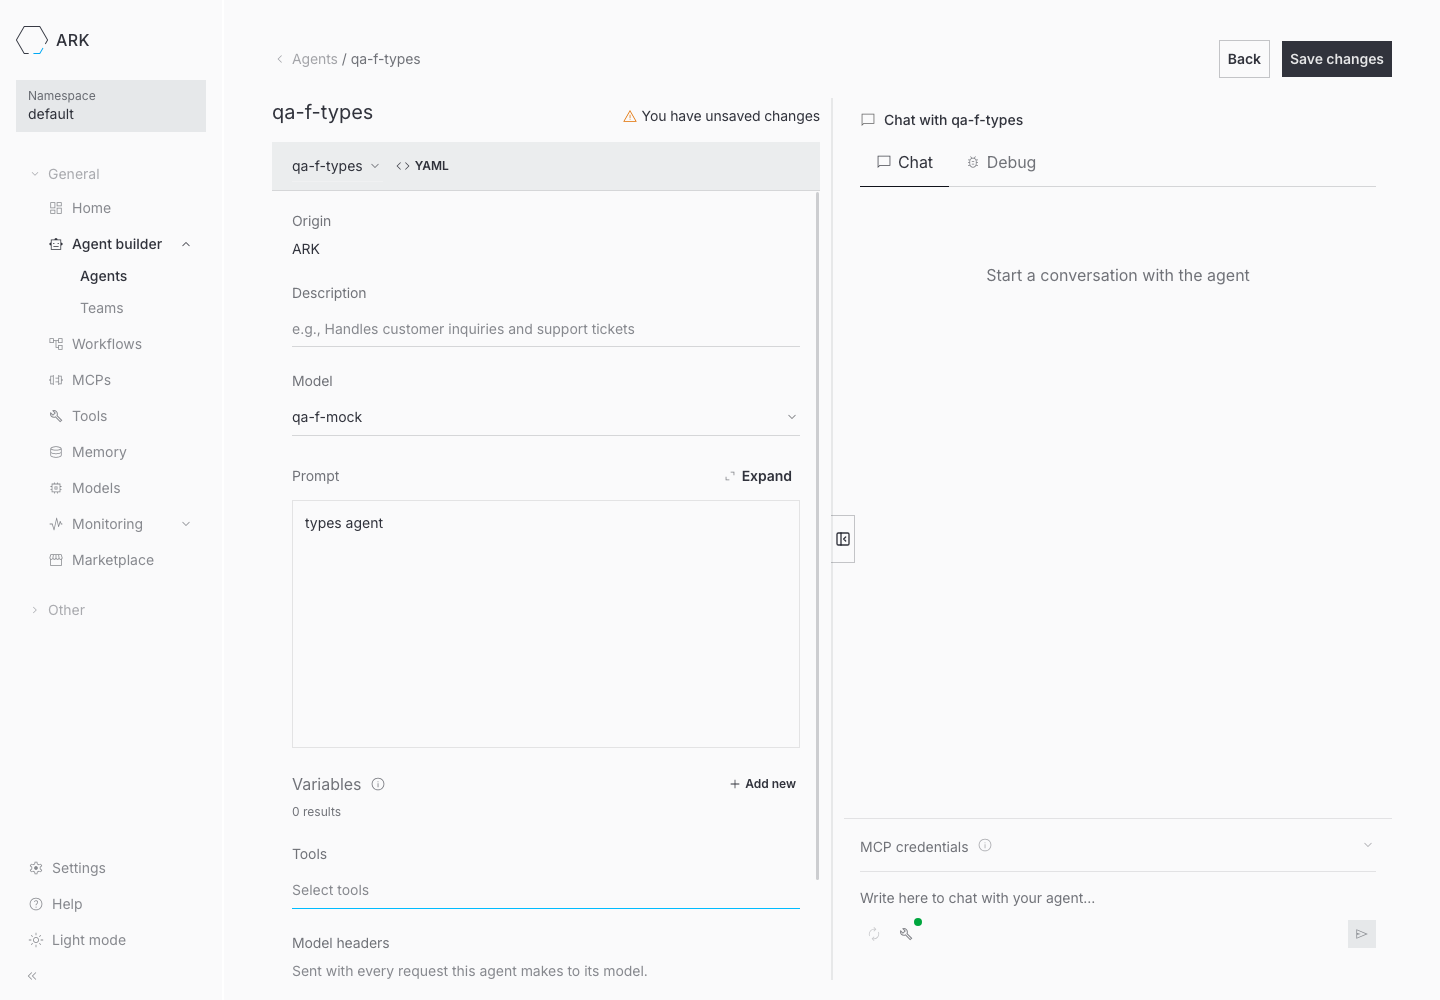 ARK
Namespace
default
General
Home
Agent builder
Agents
Teams
Workflows
MCPs
Tools
Memory
Models
Monitoring
Marketplace
Other
Settings
Help
Light mode
Agents / qa-f-types
Back
Save changes
qa-f-types
You have unsaved changes
qa-f-types
YAML
Origin
ARK
Description
e.g., Handles customer inquiries and support tickets
Model
qa-f-mock
Prompt
Expand
types agent
Variables
Add new
0 results
Tools
Select tools
Model headers
Sent with every request this agent makes to its model.
Chat with qa-f-types
Chat
Debug
Start a conversation with the agent
MCP credentials
Write here to chat with your agent...